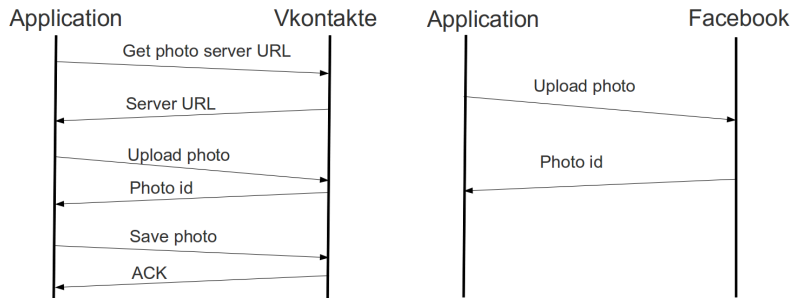 Application
Vkontakte
Get photo server URL
Server URL
Upload photo
Photo id
Save photo
ACK
Application
Facebook
Upload photo
Photo id